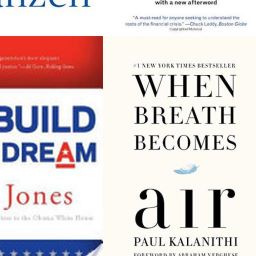 with a new afterword
"A must-read for anyone seeking to understand the
roots of the financial crisis." —Chuck Leddy, Boston Globe
BUILD
DREAM
Jones
#1 NEW YORK TIMES BESTSELLER
WHEN
BREATH
BECOMES
air
PAUL KALANITHI
FOREWORD BY ABRAHAM VERGHESE